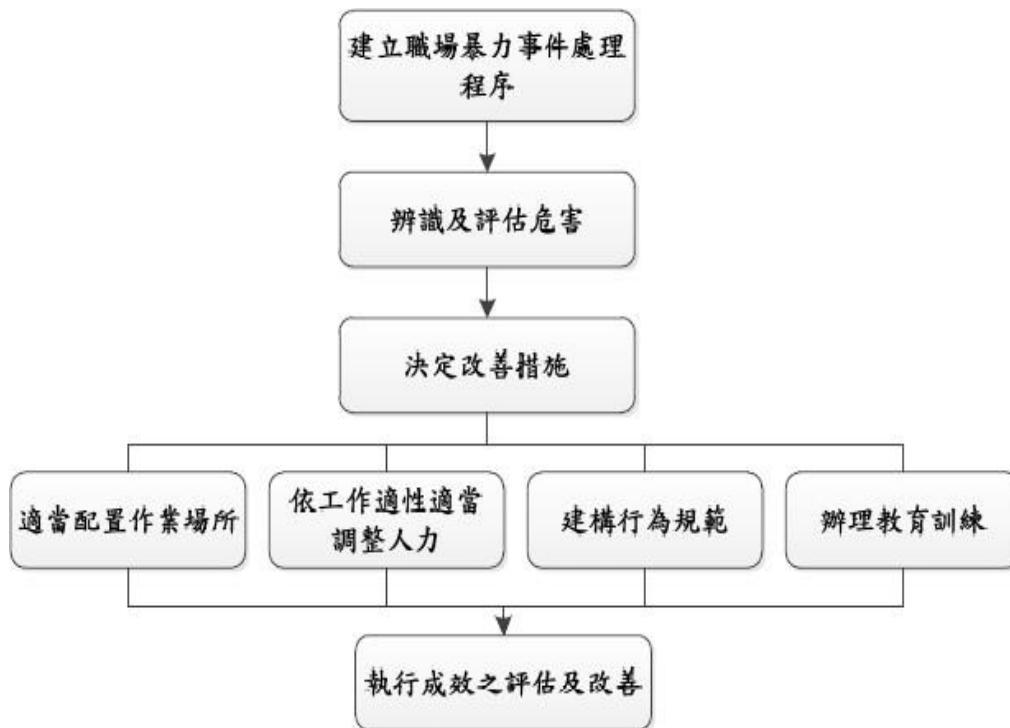 建立職場暴力事件處理
程序
辨識及評估危害
決定改善措施
適當配置作業場所
依工作適性適當
調整人力
建構行為規範
辦理教育訓練
執行成效之評估及改善